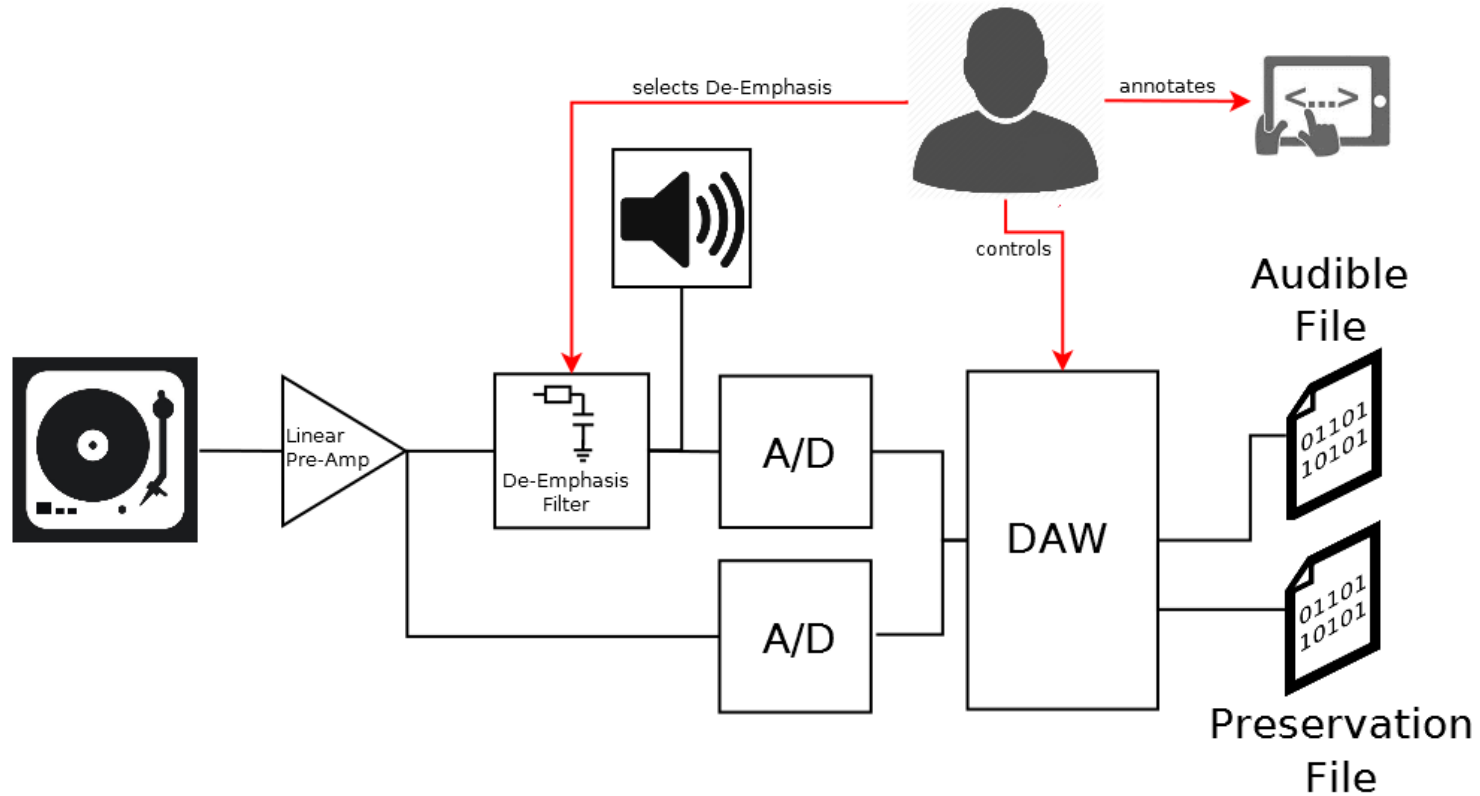 selects De-Emphasis
annotates
<...>
controls
Audible
File
Linear
Pre-Amp
De-Emphasis
Filter
A/D
A/D
DAW
01101
10101
01101
10101
Preservation
File